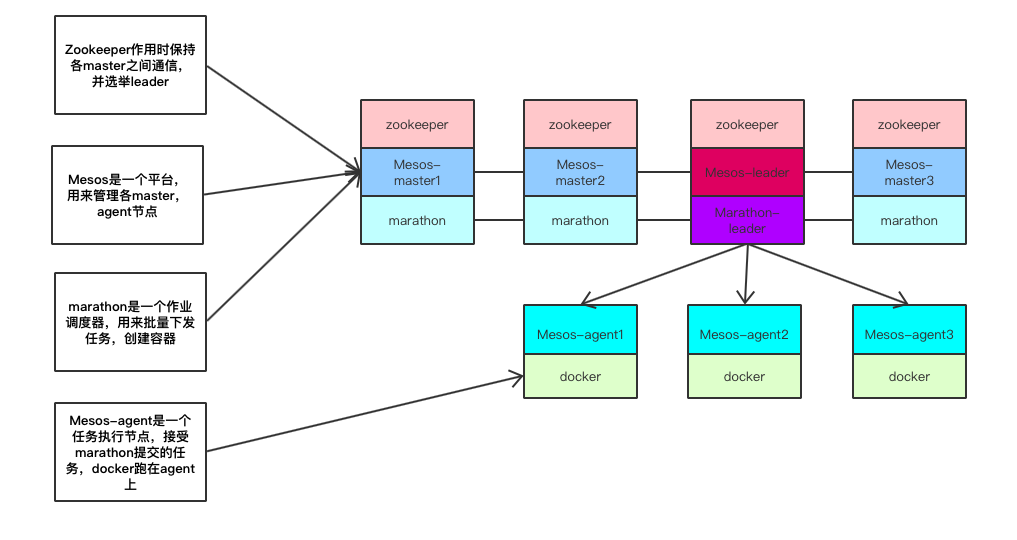 Zookeeper作用时保持
各master之间通信，
并选举leader
Mesos是一个平台，
用来管理各master，
agent节点
marathon是一个作业
调度器，用来批量下发
任务，创建容器
Mesos-agent是一个
任务执行节点，接受
marathon提交的任
务，docker跑在agent
上
zookeeper
Mesos-
master1
marathon
zookeeper
Mesos-
master2
marathon
zookeeper
Mesos-leader
Marathon-
leader
zookeeper
Mesos-
master3
marathon
Mesos-agent1
docker
Mesos-agent2
docker
Mesos-agent3
docker